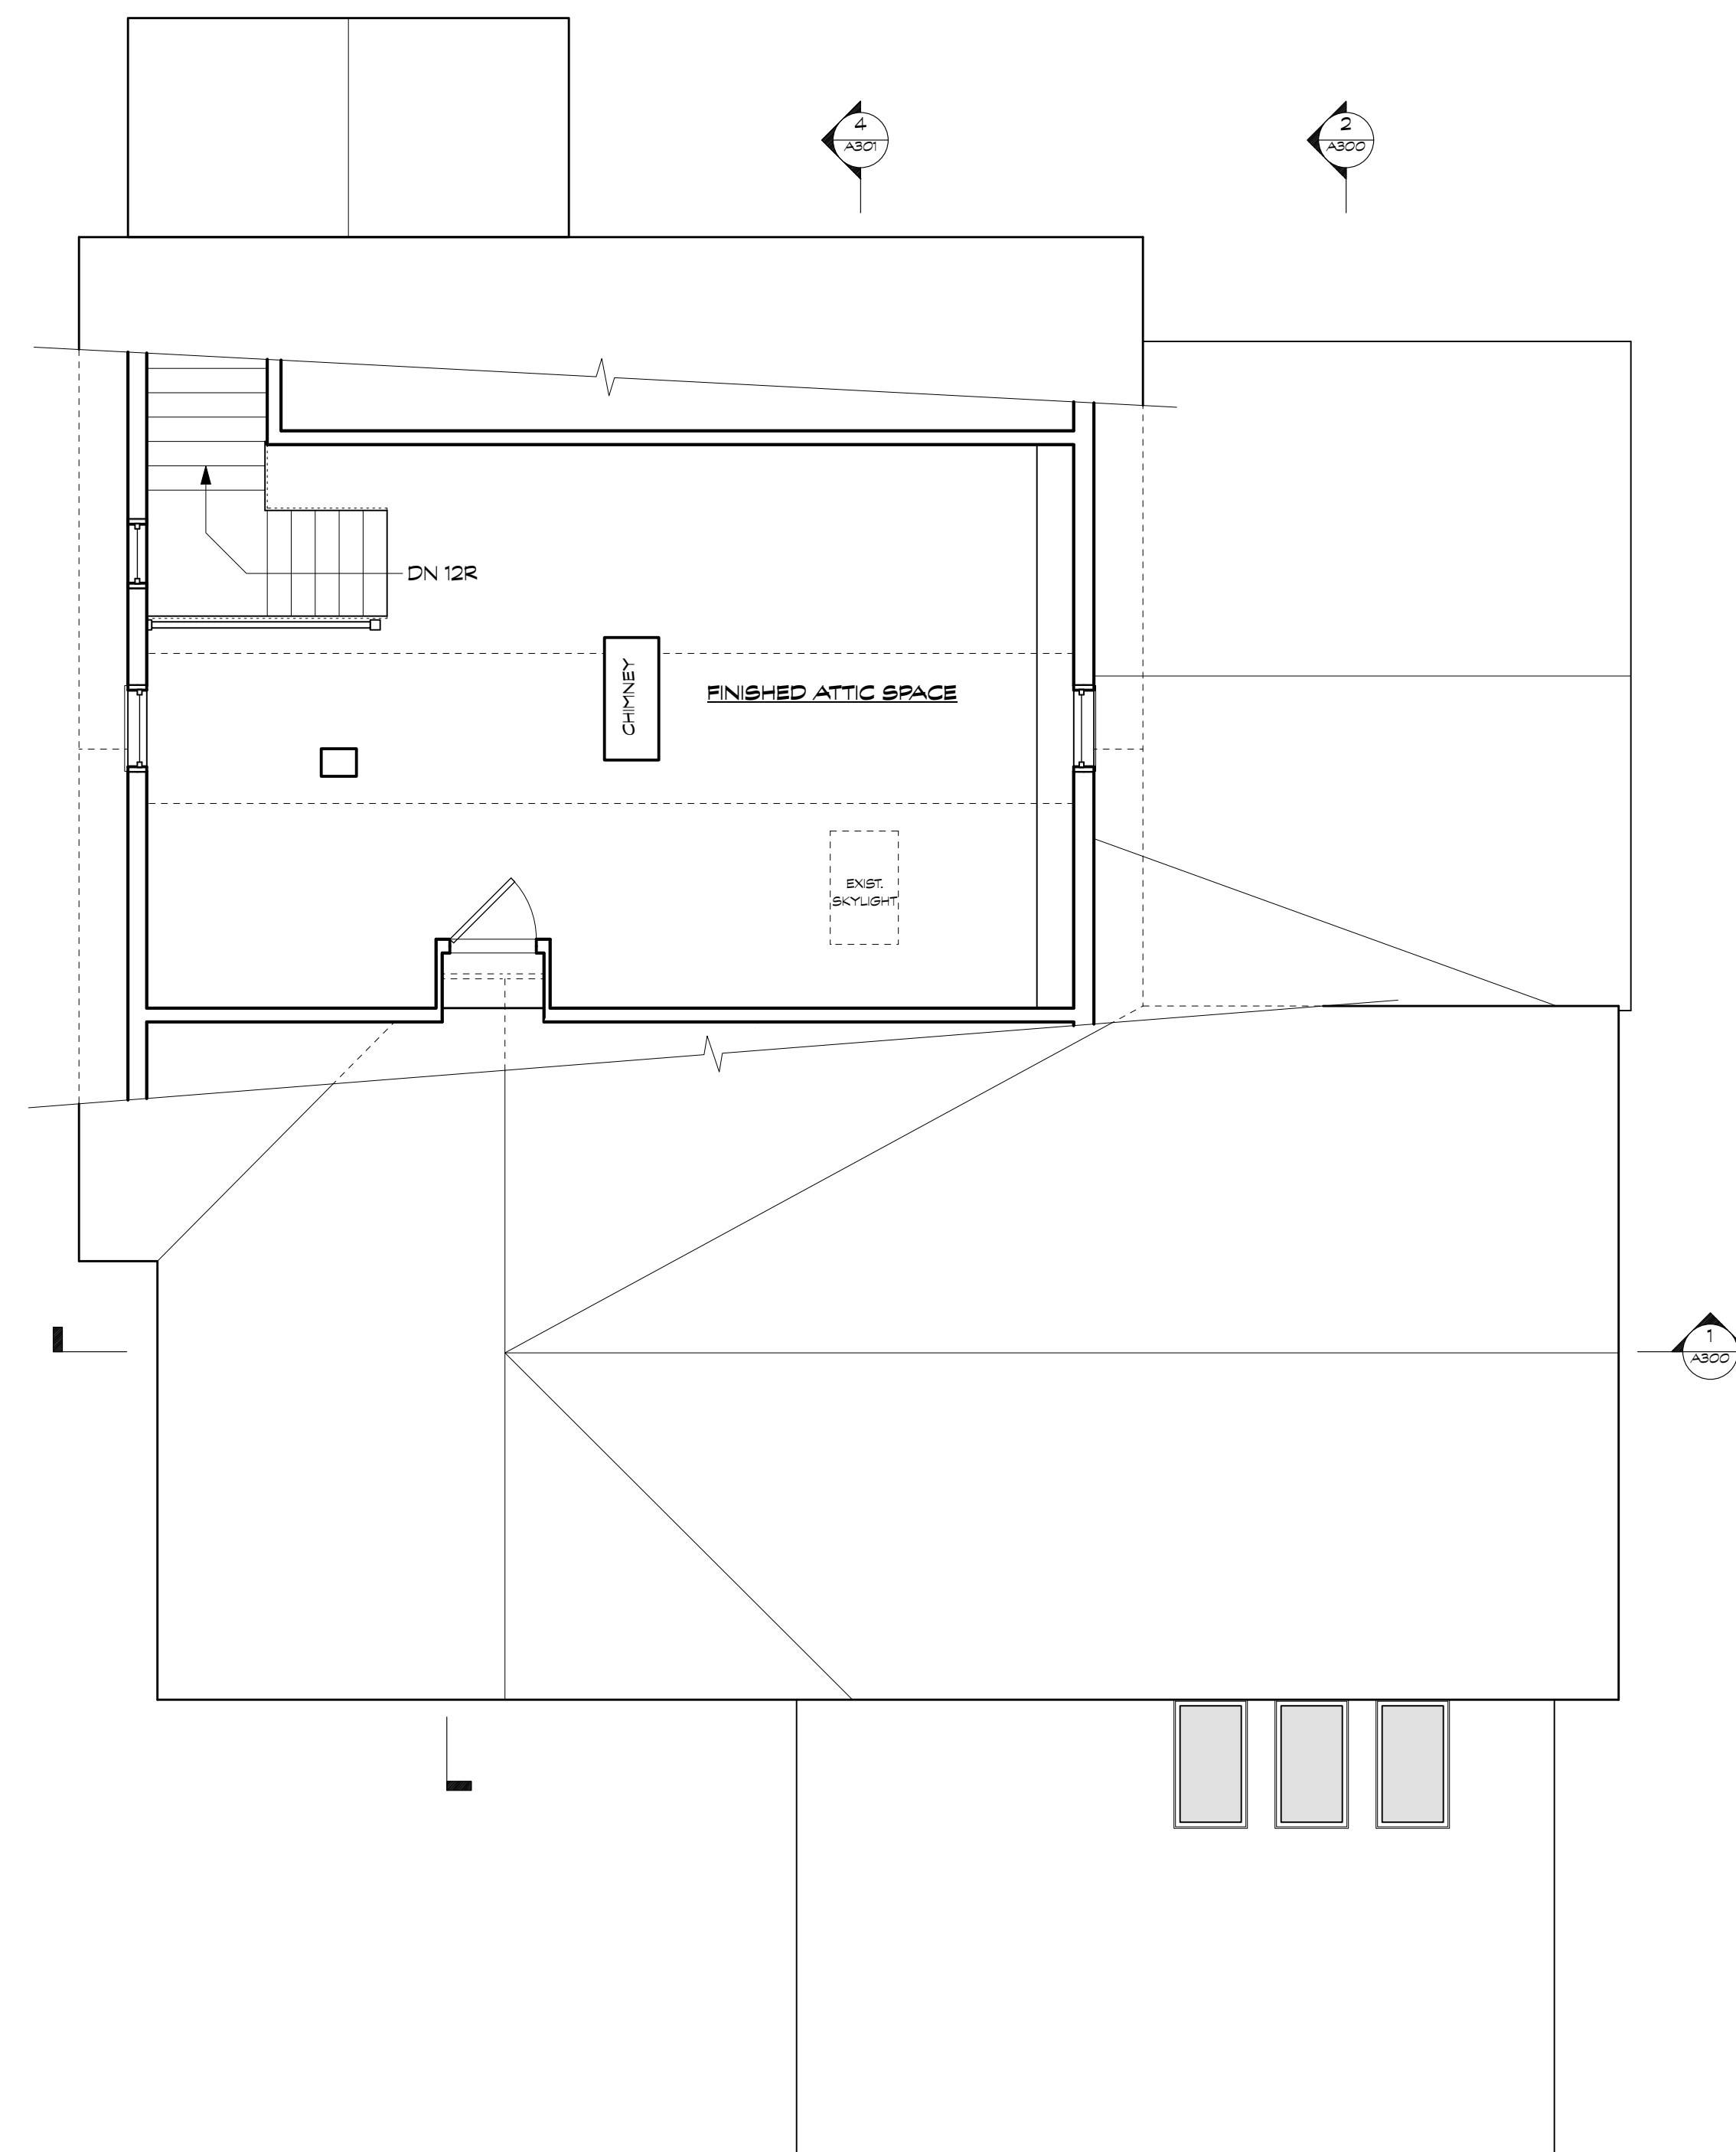 4
A301
2
A300
DN 12R
CHIMNEY
FINISHED ATTIC SPACE
EXIST.
SKYLIGHT
1
A300